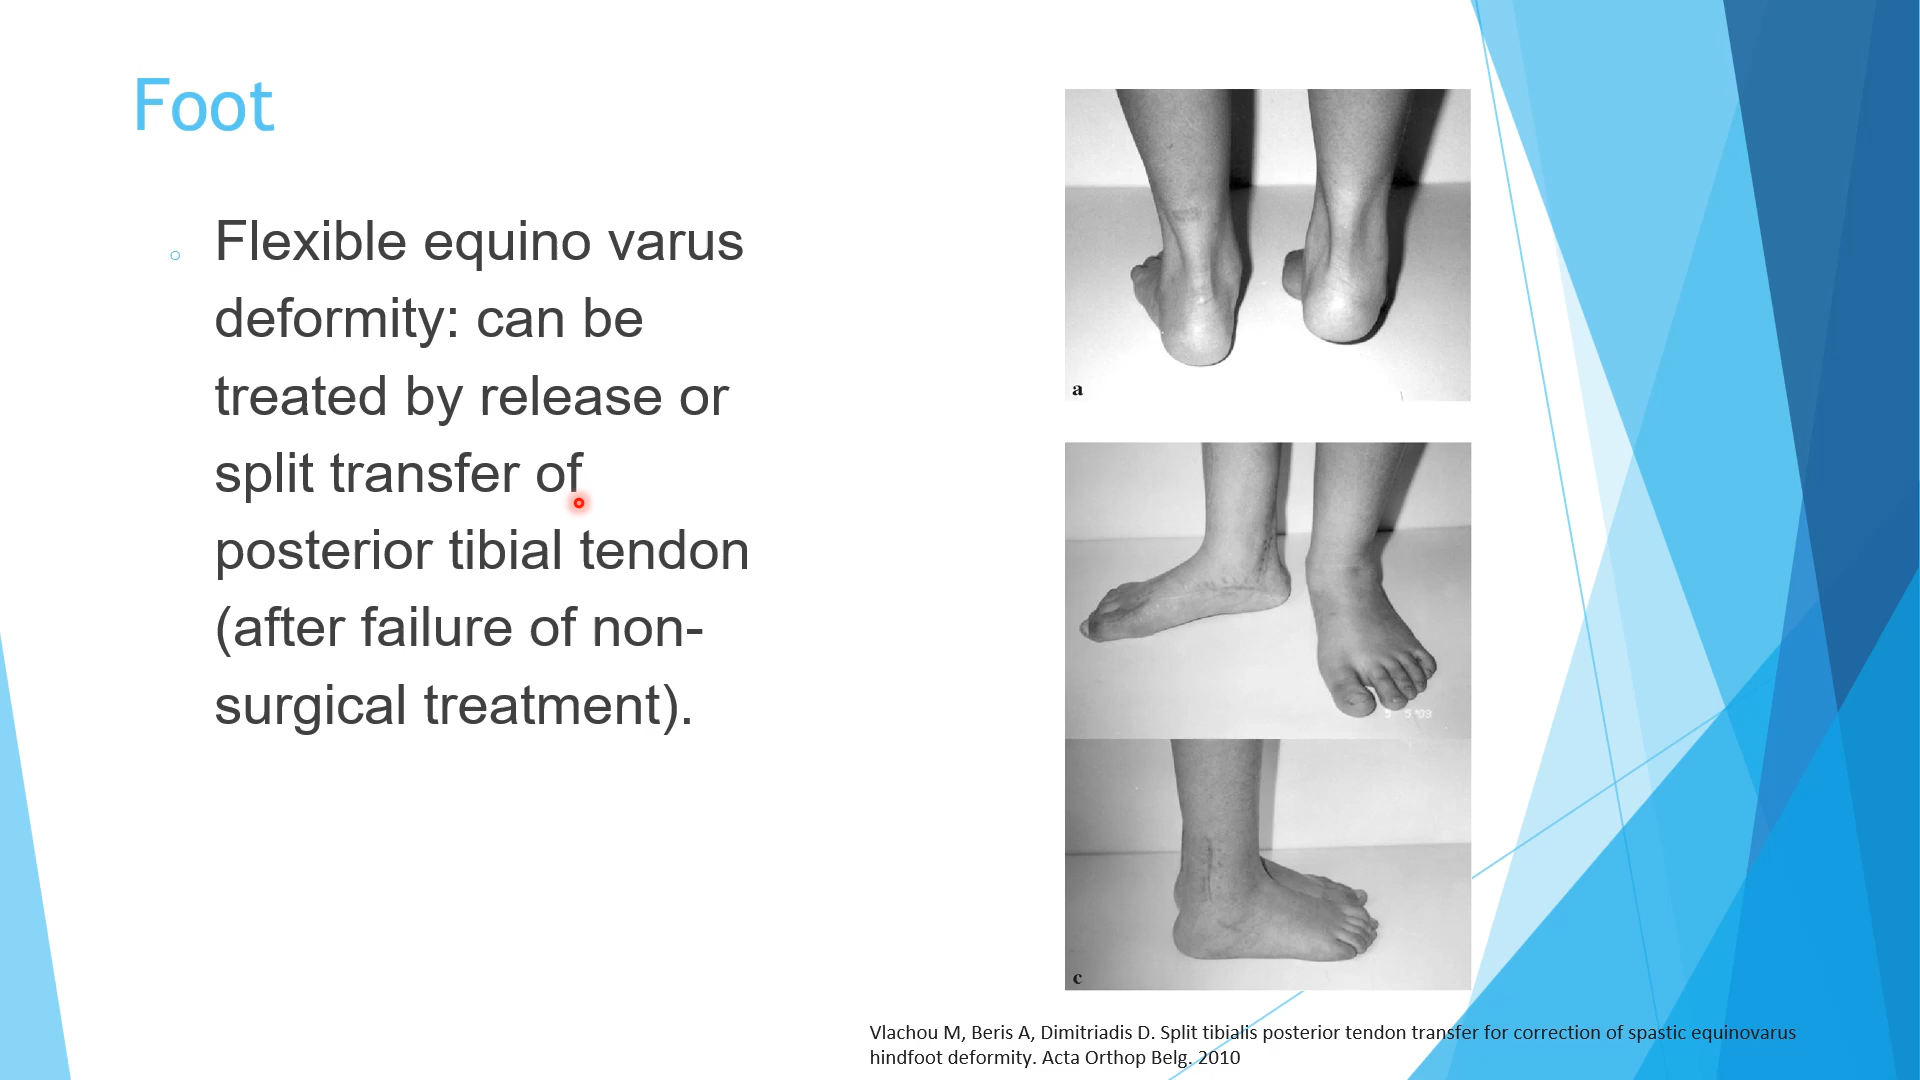 Foot
Flexible equino varus
deformity: can be
treated by release or
split transfer of
posterior tibial tendon
(after failure of non-
surgical treatment).
a
c
Vlachou M, Beris A, Dimitriadis D. Split tibialis posterior tendon transfer for correction of spastic equinovarus
hindfoot deformity. Acta Orthop Belg. 2010